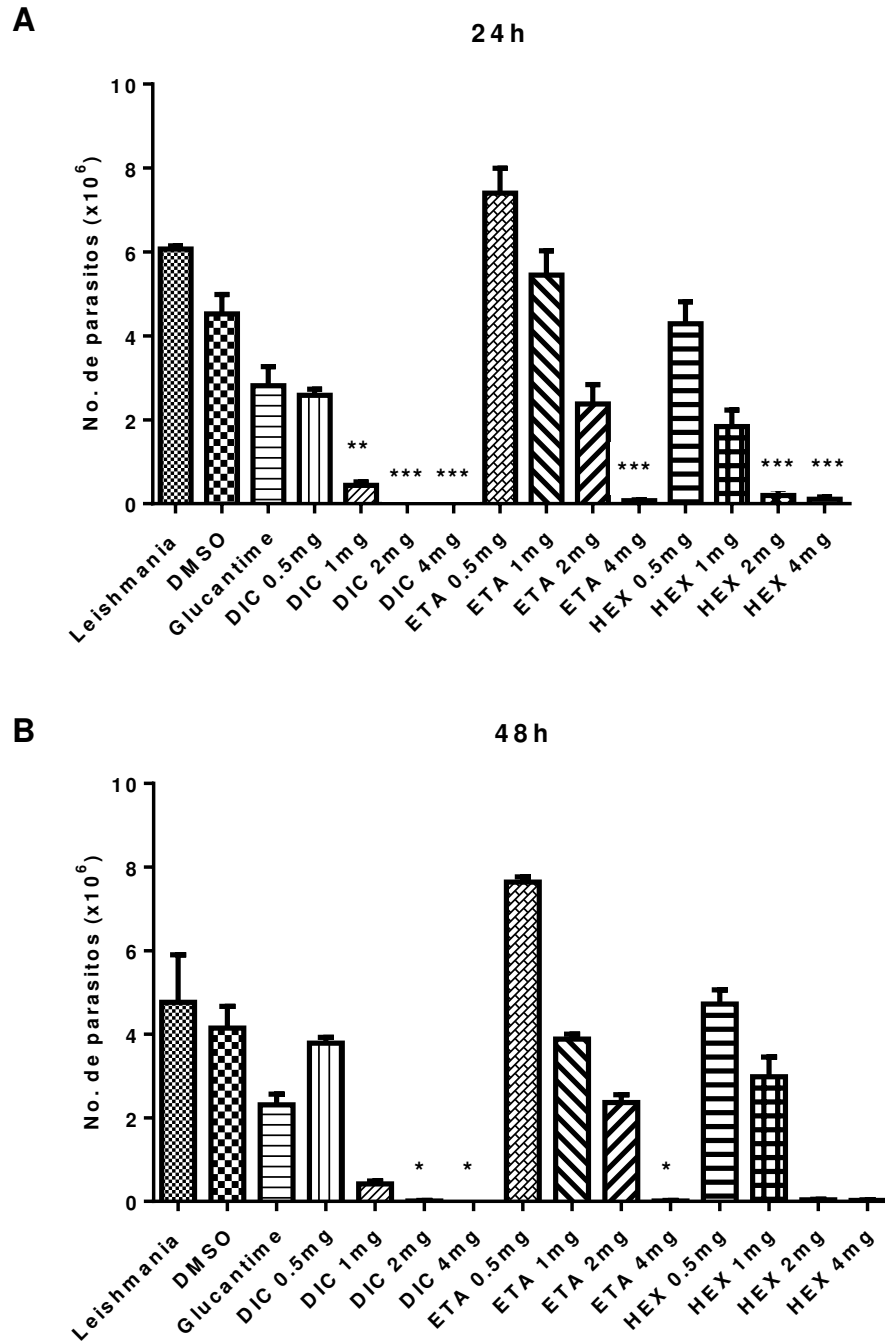 A
24h
No. de parasitos (x10⁶)
10
8
6
4
2
0
** *** *** *** *** ***
Leishmania
DMSO
Glucantime
DIC 0.5mg
DIC 1mg
DIC 2mg
DIC 4mg
ETA 0.5mg
ETA 1mg
ETA 2mg
ETA 4mg
HEX 0.5mg
HEX 1mg
HEX 2mg
HEX 4mg
B
48h
No. de parasitos (x10⁶)
10
8
6
4
2
0
* * *
Leishmania
DMSO
Glucantime
DIC 0.5mg
DIC 1mg
DIC 2mg
DIC 4mg
ETA 0.5mg
ETA 1mg
ETA 2mg
ETA 4mg
HEX 0.5mg
HEX 1mg
HEX 2mg
HEX 4mg